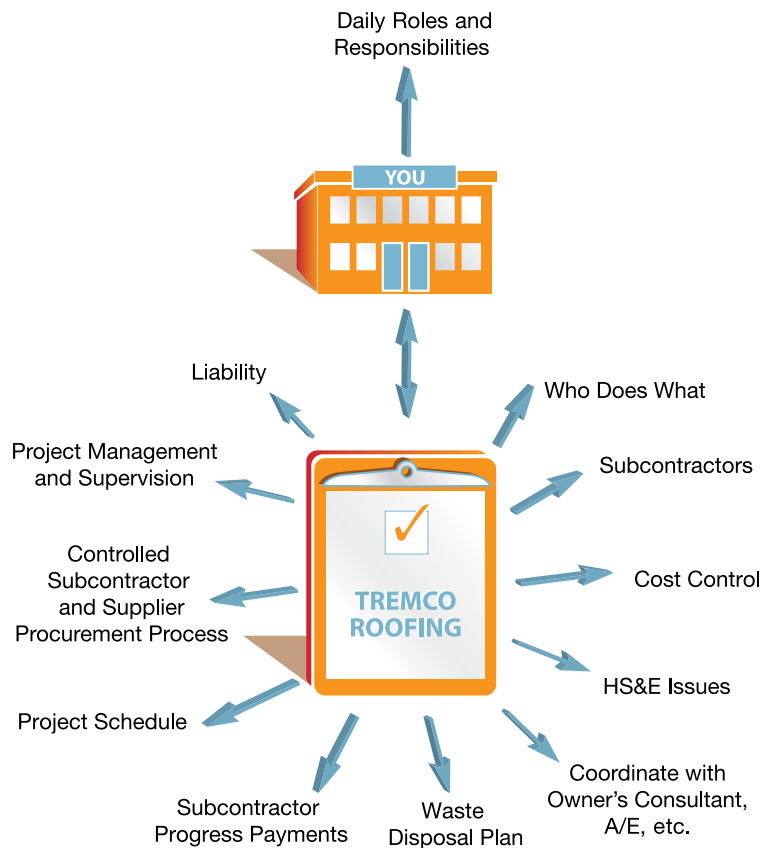 Daily Roles and
Responsibilities
YOU
Liability
Who Does What
Project Management
and Supervision
Subcontractors
Controlled
Subcontractor
and Supplier
Procurement Process
TREMCO
ROOFING
Cost Control
HS&E Issues
Project Schedule
Coordinate with
Owner's Consultant,
A/E, etc.
Subcontractor
Progress Payments
Waste
Disposal Plan